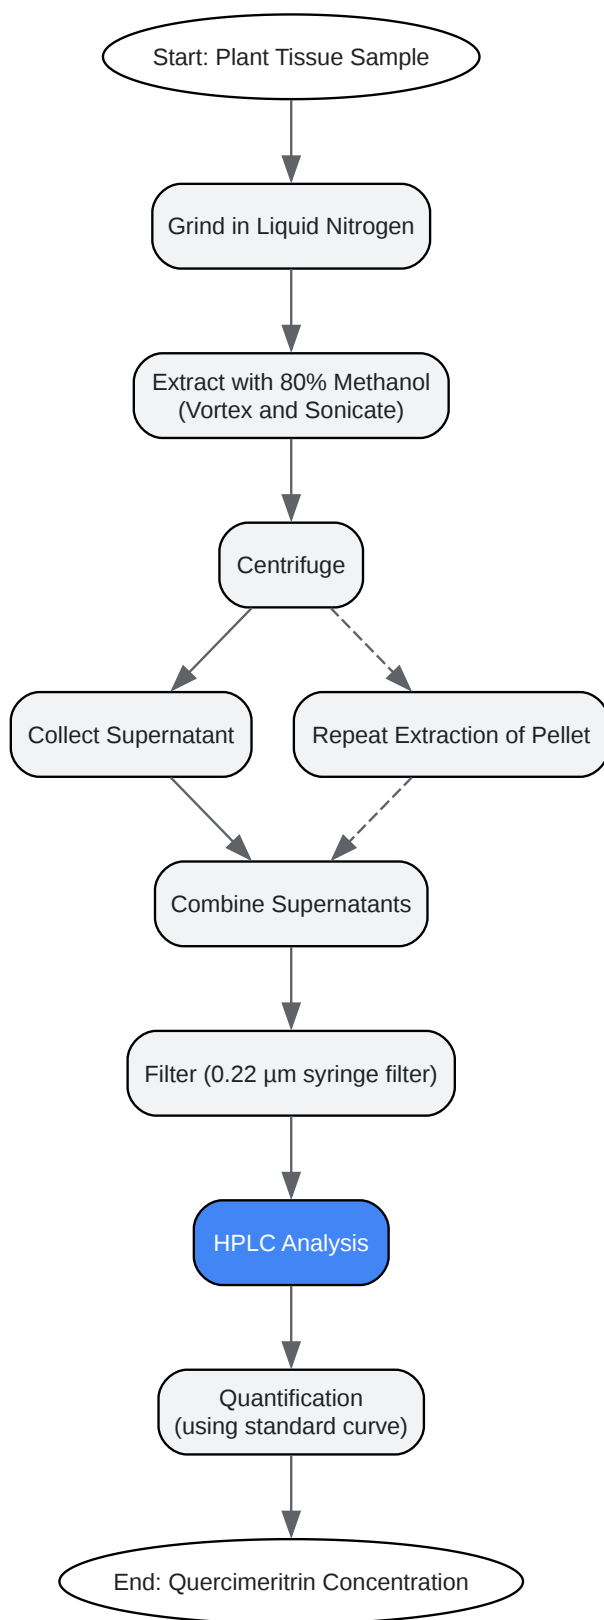 Start: Plant Tissue Sample
Grind in Liquid Nitrogen
Extract with 80% Methanol
(Vortex and Sonicate)
Centrifuge
Collect Supernatant
Repeat Extraction of Pellet
Combine Supernatants
Filter (0.22 µm syringe filter)
HPLC Analysis
Quantification
(using standard curve)
End: Quercimeritrin Concentration